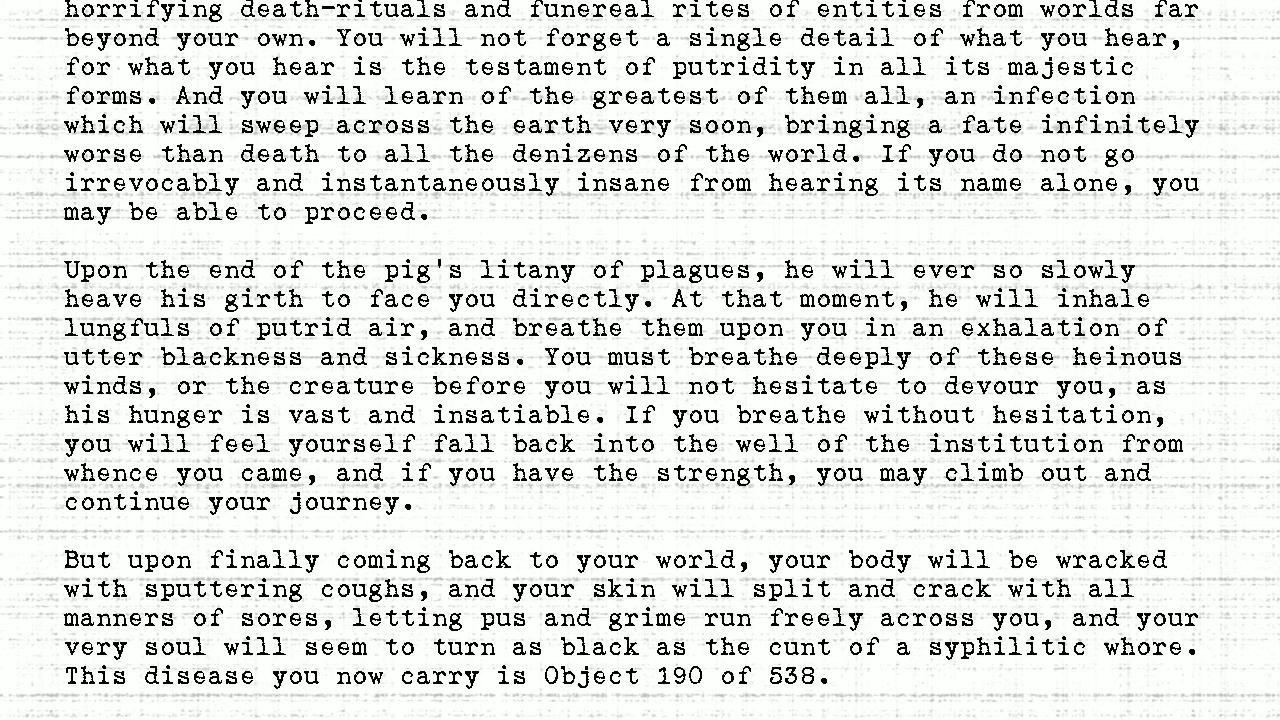 horrifying death-rituals and funereal rites of entities from worlds far
beyond your own. You will not forget a single detail of what you hear,
for what you hear is the testament of putridity in all its majestic
forms. And you will learn of the greatest of them all, an infection
which will sweep across the earth very soon, bringing a fate infinitely
worse than death to all the denizens of the world. If you do not go
irrevocably and instantaneously insane from hearing its name alone, you
may be able to proceed.

Upon the end of the pig's litany of plagues, he will ever so slowly
heave his girth to face you directly. At that moment, he will inhale
lungfuls of putrid air, and breathe them upon you in an exhalation of
utter blackness and sickness. You must breathe deeply of these heinous
winds, or the creature before you will not hesitate to devour you, as
his hunger is vast and insatiable. If you breathe without hesitation,
you will feel yourself fall back into the well of the institution from
whence you came, and if you have the strength, you may climb out and
continue your journey.

But upon finally coming back to your world, your body will be wracked
with sputtering coughs, and your skin will split and crack with all
manners of sores, letting pus and grime run freely across you, and your
very soul will seem to turn as black as the cunt of a syphilitic whore.
This disease you now carry is Object 190 of 538.